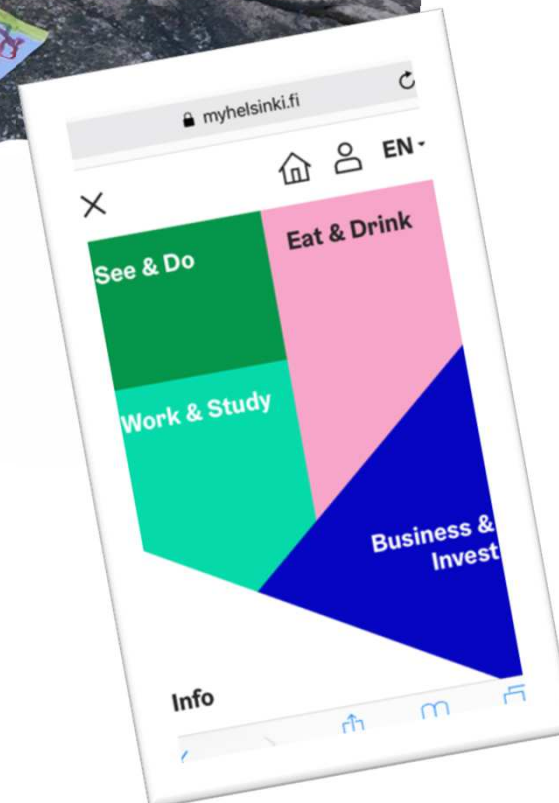 myhelsinki.fi
EN
See & Do
Eat & Drink
Work & Study
Business &
Invest
Info